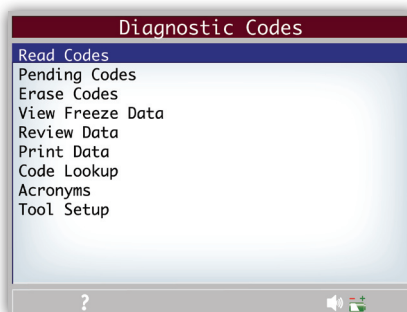 Diagnostic Codes
Read Codes
Pending Codes
Erase Codes
View Freeze Data
Review Data
Print Data
Code Lookup
Acronyms
Tool Setup
?